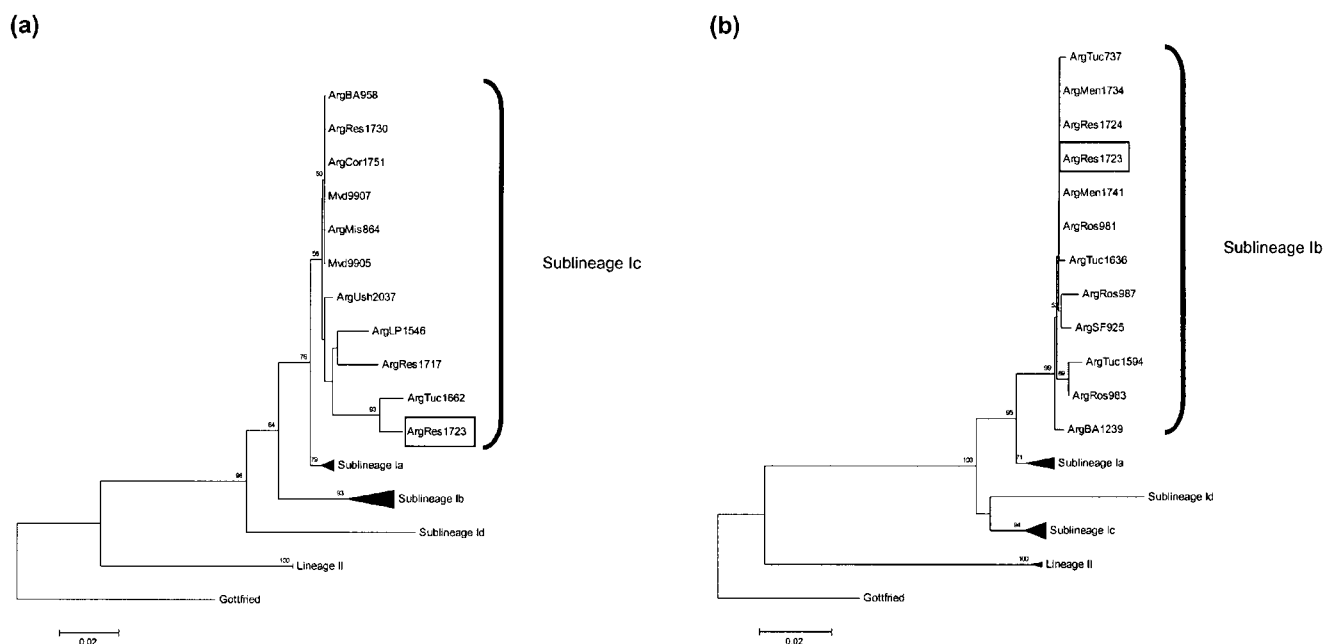 (a)
ArgBA958
ArgRes1730
ArgCor1751
50
Mvd9907
ArgMis864
56
Mvd9905
Sublineage Ic
ArgUsh2037
ArgLP1546
76
ArgRes1717
ArgTuc1662
93
ArgRes1723
64
79
Sublineage Ia
96
93
Sublineage Ib
Sublineage Id
100
Lineage II
Gottfried
0.02
(b)
ArgTuc737
ArgMen1734
ArgRes1724
ArgRes1723
ArgMen1741
ArgRos981
Sublineage Ib
ArgTuc1636
ArgRos987
ArgSF925
ArgTuc1594
99
ArgRos983
95
ArgBA1239
100
71
Sublineage Ia
Sublineage Id
94
Sublineage Ic
100
Lineage II
Gottfried
0.02